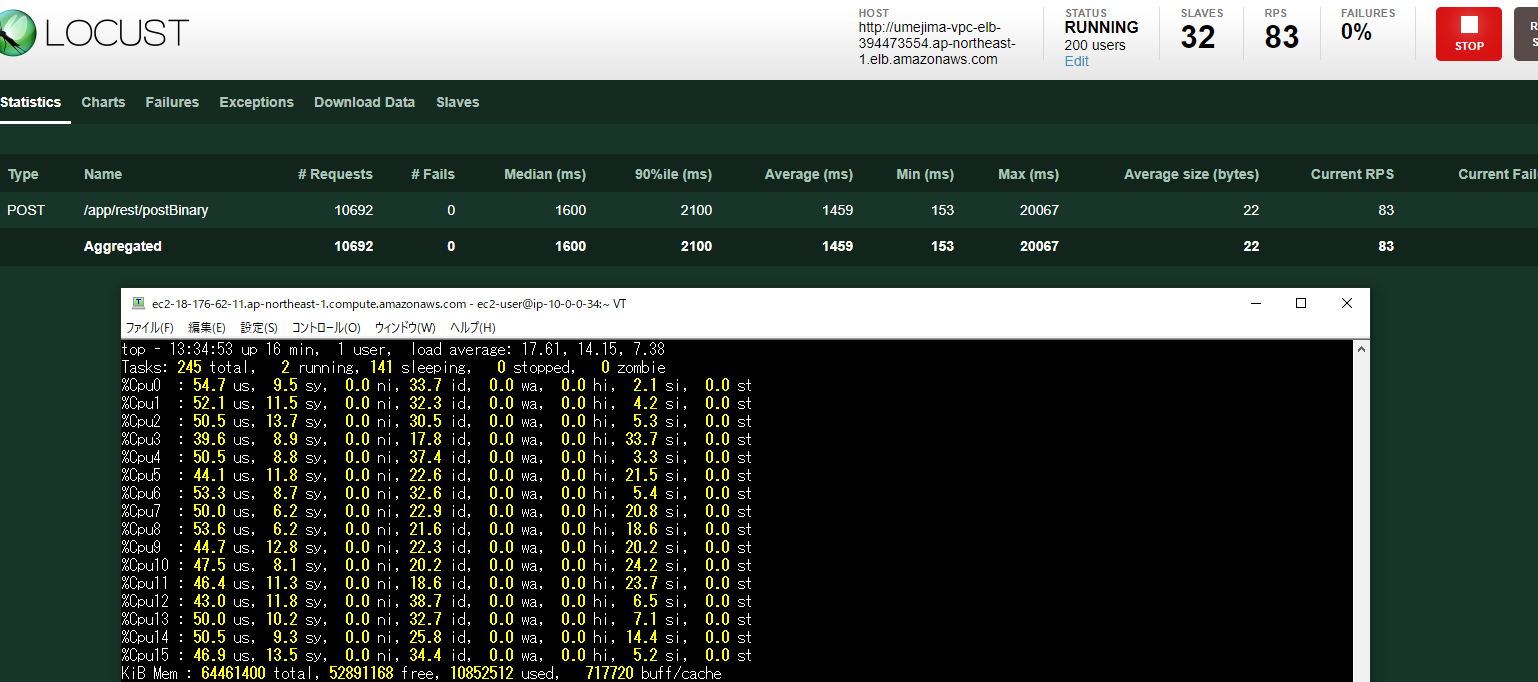 LOCUST
HOST
http://umejima-vpc-elb-
394473554.ap-northeast-
1.elb.amazonaws.com
STATUS
RUNNING
200 users
Edit
SLAVES
32
RPS
83
FAILURES
0%
STOP
Statistics Charts Failures Exceptions Download Data Slaves
Type Name # Requests # Fails Median (ms) 90%ile (ms) Average (ms) Min (ms) Max (ms) Average size (bytes) Current RPS Current
POST /app/rest/postBinary 10692 0 1600 2100 1459 153 20067 22 83
Aggregated 10692 0 1600 2100 1459 153 20067 22 83
ec2-18-176-62-11.ap-northeast-1.compute.amazonaws.com - ec2-user@ip-10-0-0-34:~ VT
ファイル(F) 編集(E) 設定(S) コントロール(O) ウィンドウ(W) ヘルプ(H)
top - 13:34:53 up 16 min, 1 user, load average: 17.61, 14.15, 7.38
Tasks: 245 total, 2 running, 141 sleeping, 0 stopped, 0 zombie
%Cpu0 : 54.7 us, 9.5 sy, 0.0 ni, 33.7 id, 0.0 wa, 0.0 hi, 2.1 si, 0.0 st
%Cpu1 : 52.1 us, 11.5 sy, 0.0 ni, 32.3 id, 0.0 wa, 0.0 hi, 4.2 si, 0.0 st
%Cpu2 : 50.5 us, 13.7 sy, 0.0 ni, 30.5 id, 0.0 wa, 0.0 hi, 5.3 si, 0.0 st
%Cpu3 : 39.6 us, 8.9 sy, 0.0 ni, 17.8 id, 0.0 wa, 0.0 hi, 33.7 si, 0.0 st
%Cpu4 : 50.5 us, 8.8 sy, 0.0 ni, 37.4 id, 0.0 wa, 0.0 hi, 3.3 si, 0.0 st
%Cpu5 : 44.1 us, 11.8 sy, 0.0 ni, 22.6 id, 0.0 wa, 0.0 hi, 21.5 si, 0.0 st
%Cpu6 : 53.3 us, 8.7 sy, 0.0 ni, 32.6 id, 0.0 wa, 0.0 hi, 5.4 si, 0.0 st
%Cpu7 : 50.0 us, 6.2 sy, 0.0 ni, 22.9 id, 0.0 wa, 0.0 hi, 20.8 si, 0.0 st
%Cpu8 : 53.6 us, 6.2 sy, 0.0 ni, 21.6 id, 0.0 wa, 0.0 hi, 18.6 si, 0.0 st
%Cpu9 : 44.7 us, 12.8 sy, 0.0 ni, 22.3 id, 0.0 wa, 0.0 hi, 20.2 si, 0.0 st
%Cpu10 : 47.5 us, 8.1 sy, 0.0 ni, 20.2 id, 0.0 wa, 0.0 hi, 24.2 si, 0.0 st
%Cpu11 : 46.4 us, 11.3 sy, 0.0 ni, 18.6 id, 0.0 wa, 0.0 hi, 23.7 si, 0.0 st
%Cpu12 : 43.0 us, 11.8 sy, 0.0 ni, 38.7 id, 0.0 wa, 0.0 hi, 6.5 si, 0.0 st
%Cpu13 : 50.0 us, 10.2 sy, 0.0 ni, 32.7 id, 0.0 wa, 0.0 hi, 7.1 si, 0.0 st
%Cpu14 : 50.5 us, 9.3 sy, 0.0 ni, 25.8 id, 0.0 wa, 0.0 hi, 14.4 si, 0.0 st
%Cpu15 : 46.9 us, 13.5 sy, 0.0 ni, 34.4 id, 0.0 wa, 0.0 hi, 5.2 si, 0.0 st
KiB Mem : 64461400 total, 52891168 free, 10852512 used, 717720 buff/cache